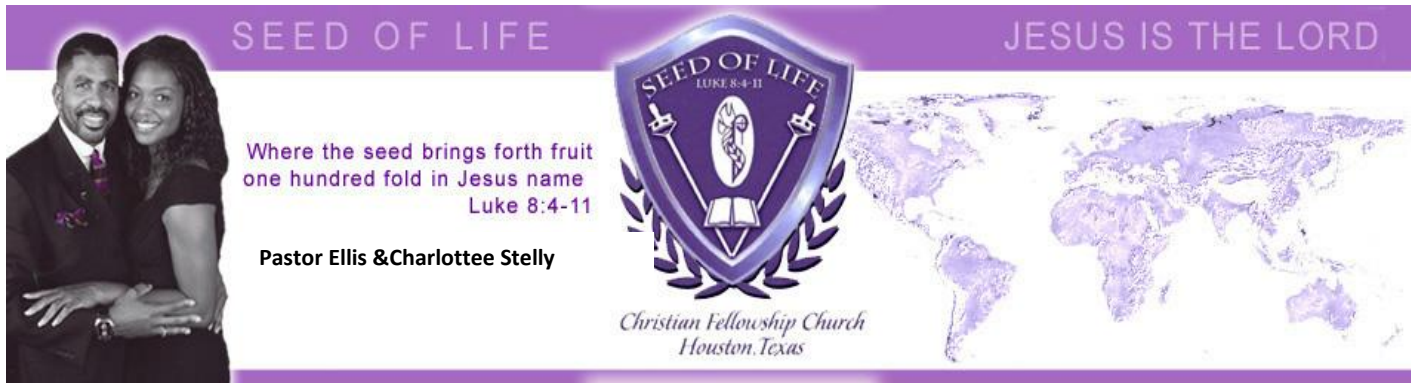 SEED OF LIFE
JESUS IS THE LORD
SEED OF LIFE
LUKE 8:4-11
Where the seed brings forth fruit
one hundred fold in Jesus name
Luke 8:4-11
Pastor Ellis &Charlottee Stelly
Christian Fellowship Church
Houston,Texas